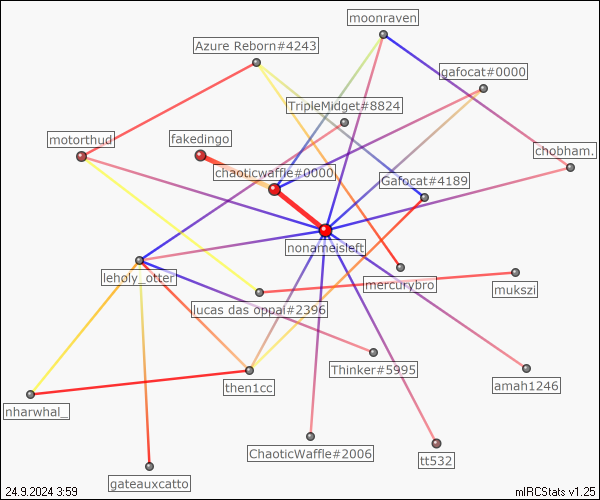 moonraven
Azure Reborn#4243
gafocat#0000
TripleMidget#8824
fakedingo
motorthud
chobham.
chaoticwaffle#0000
Gafocat#4189
nonameisleft
leholy_otter
mercurybro
mukszi
lucas das oppai#2396
Thinker#5995
then1cc
amah1246
nharwhal_
ChaoticWaffle#2006
tt532
gateauxcatto
24.9.2024 3:59
mIRCStats v1.25